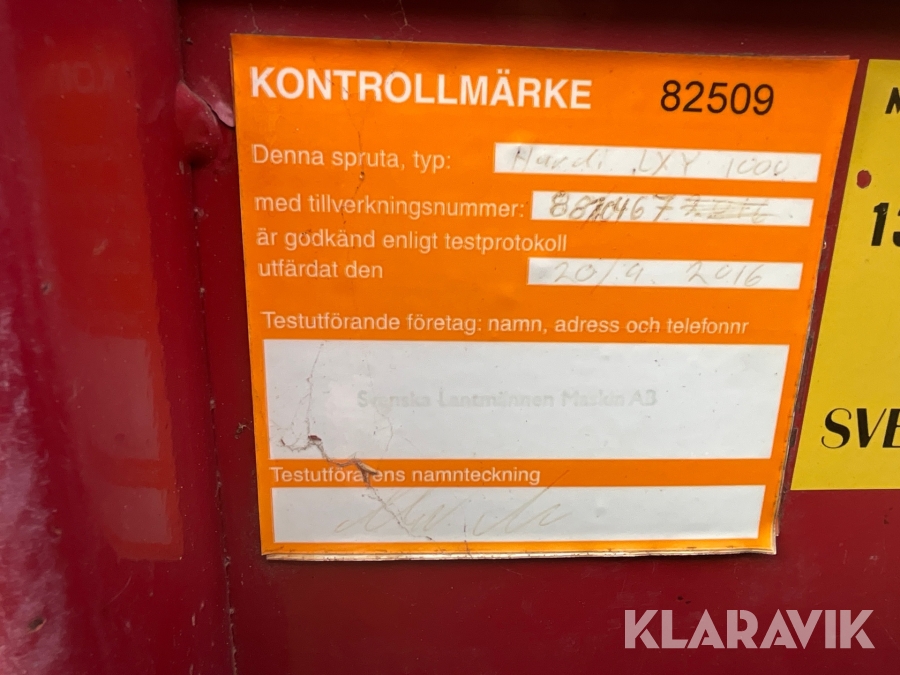 KONTROLLMÄRKE 82509
Denna spruta, typ: Hardi LXY 1000
med tillverkningsnummer:
är godkänd enligt testprotokoll
utfärdat den 20/9. 2016
Testutförande företag: namn, adress och telefonnr
Svenska Lantmännen Maskin AB
Testutförarens namnteckning
13
SVE
KLARAVIK